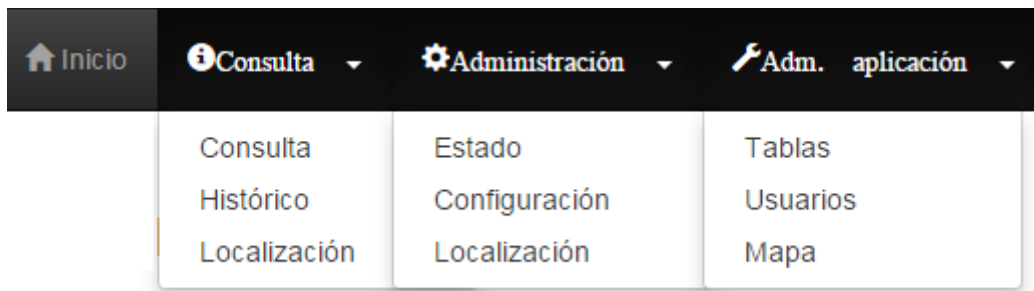 Inicio Consulta Administración Adm. aplicación
Consulta Estado Tablas
Histórico Configuración Usuarios
Localización Localización Mapa